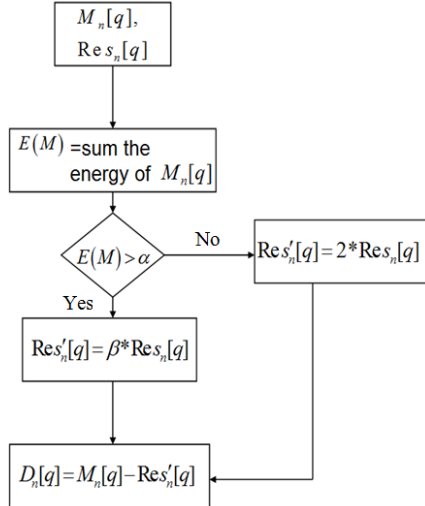 M_n[q],
Res_n[q]
E(M) =sum the
energy of M_n[q]
E(M)>α
No
Res'_n[q]=2*Res_n[q]
Yes
Res'_n[q]=β*Res_n[q]
D_n[q]=M_n[q]−Res'_n[q]